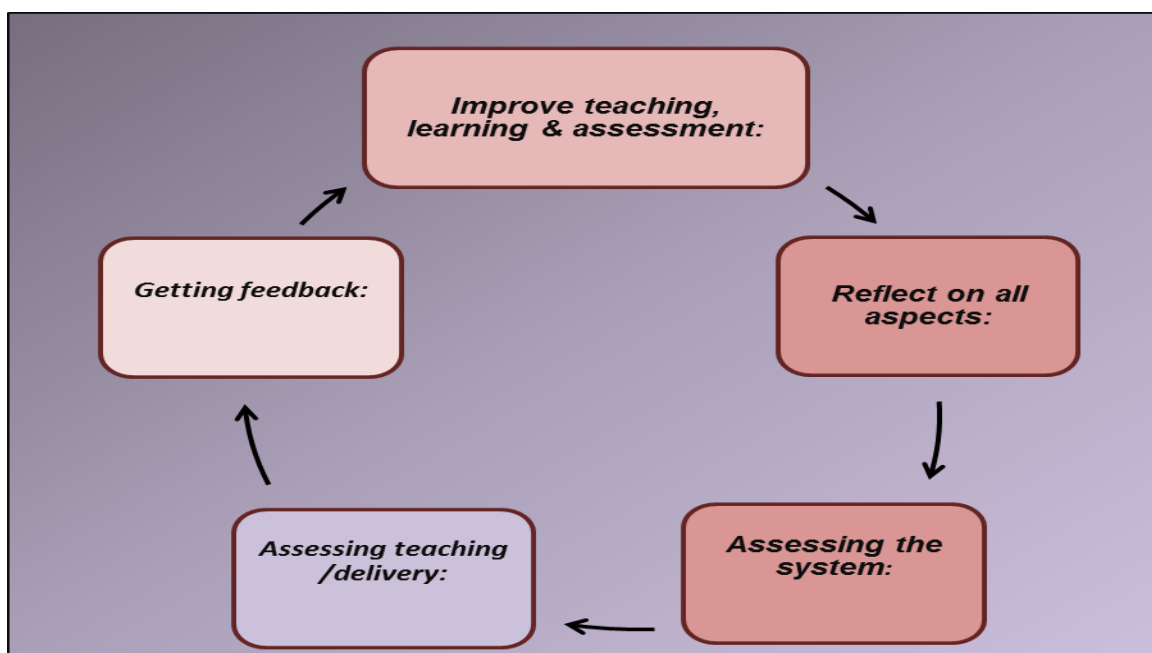 Improve teaching,
learning & assessment:
Reflect on all
aspects:
Assessing the
system:
Assessing teaching
/delivery:
Getting feedback: